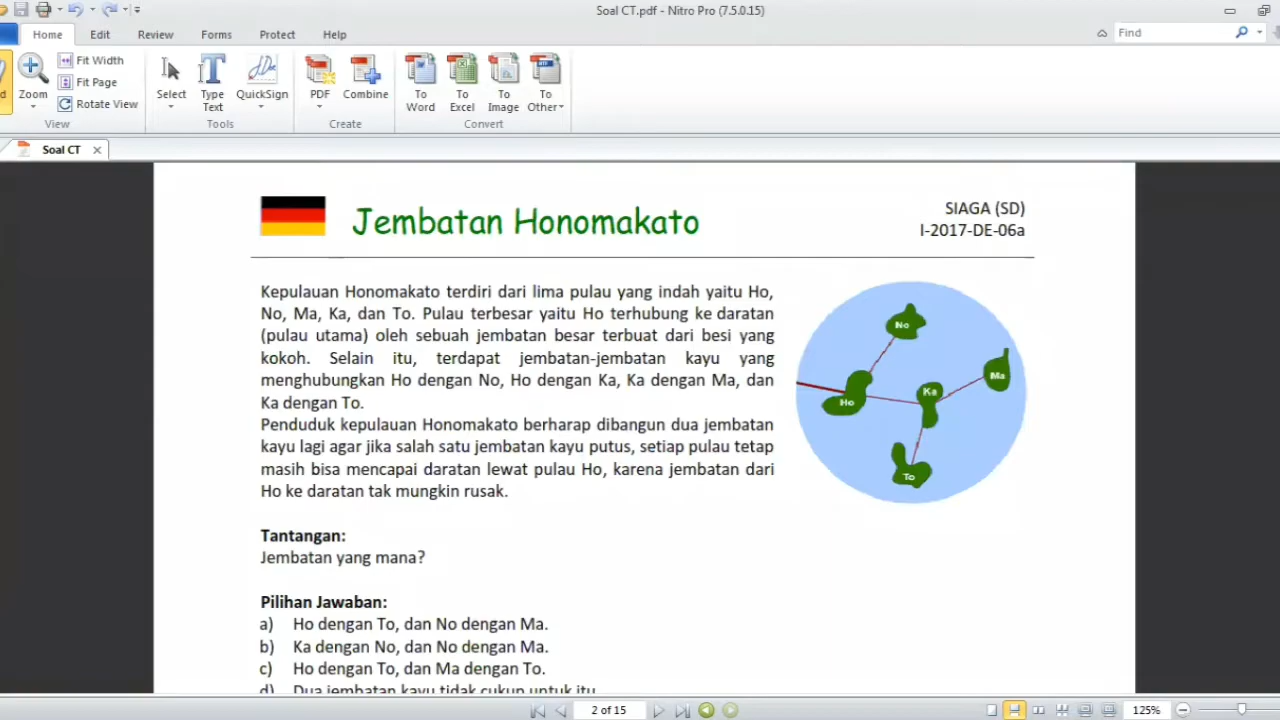 Soal CT.pdf - Nitro Pro (7.5.0.15)
Home Edit Review Forms Protect Help
Find
Zoom
Fit Width
Fit Page
Rotate View
View
Select
Type Text
QuickSign
Tools
PDF
Combine
Create
To Word
To Excel
To Image
To Other
Convert
Soal CT
Jembatan Honomakato
SIAGA (SD)
I-2017-DE-06a
Kepulauan Honomakato terdiri dari lima pulau yang indah yaitu Ho,
No, Ma, Ka, dan To. Pulau terbesar yaitu Ho terhubung ke daratan
(pulau utama) oleh sebuah jembatan besar terbuat dari besi yang
kokoh. Selain itu, terdapat jembatan-jembatan kayu yang
menghubungkan Ho dengan No, Ho dengan Ka, Ka dengan Ma, dan
Ka dengan To.
Penduduk kepulauan Honomakato berharap dibangun dua jembatan
kayu lagi agar jika salah satu jembatan kayu putus, setiap pulau tetap
masih bisa mencapai daratan lewat pulau Ho, karena jembatan dari
Ho ke daratan tak mungkin rusak.
No
Ma
Ka
Ho
To
Tantangan:
Jembatan yang mana?
Pilihan Jawaban:
a) Ho dengan To, dan No dengan Ma.
b) Ka dengan No, dan No dengan Ma.
c) Ho dengan To, dan Ma dengan To.
d) Dua jembatan kayu tidak cukup untuk itu
2 of 15
125%